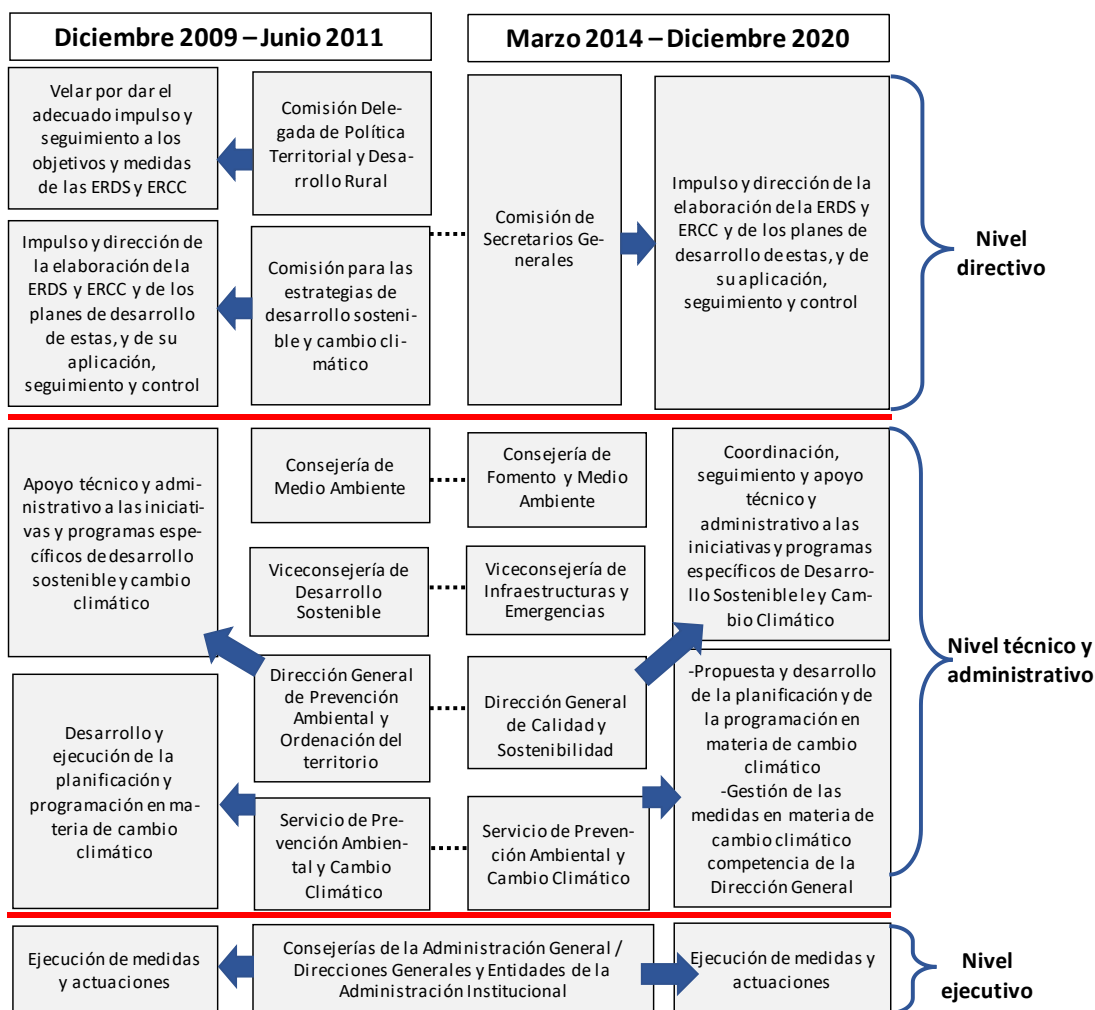 Diciembre 2009 – Junio 2011
Marzo 2014 – Diciembre 2020
Velar por dar el
adecuado impulso y
seguimiento a los
objetivos y medidas
de las ERDS y ERCC
Comisión Dele-
gada de Política
Territorial y Desa-
rrollo Rural
Impulso y dirección de
la elaboración de la
ERDS y ERCC y de los
planes de desarrollo
de estas, y de su
aplicación,
seguimiento y control
Comisión para las
estrategias de
desarrollo sosteni-
ble y cambio cli-
mático
Comisión de
Secretarios Ge-
nerales
Impulso y dirección de la
elaboración de la ERDS y
ERCC y de los planes de
desarrollo de estas, y de
su aplicación,
seguimiento y control
Nivel
directivo
Apoyo técnico y admi-
nistrativo a las iniciati-
vas y programas espe-
cíficos de desarrollo
sostenible y cambio
climático
Consejería de
Medio Ambiente
Consejería de
Fomento y Medio
Ambiente
Coordinación,
seguimiento y apoyo
técnico y
administrativo a las
iniciativas y programas
específicos de Desarro-
llo Sostenible le y Cam-
bio Climático
Viceconsejería de
Desarrollo
Sostenible
Viceconsejería de
Infraestructuras y
Emergencias
Dirección General
de Prevención
Ambiental y
Ordenación del
territorio
Dirección General
de Calidad y
Sostenibilidad
Nivel técnico y
administrativo
Desarrollo y
ejecución de la
planificación y
programación en ma-
teria de cambio
climático
Servicio de Pre-
vención Ambien-
tal y Cambio
Climático
Servicio de Preven-
ción Ambiental y
Cambio Climático
-Propuesta y desarrollo
de la planificación y de
la programación en
materia de cambio
climático
-Gestión de las
medidas en materia de
cambio climático
competencia de la
Dirección General
Ejecución de medidas
y actuaciones
Consejerías de la Administración General /
Direcciones Generales y Entidades de la
Administración Institucional
Ejecución de medidas y
actuaciones
Nivel
ejecutivo